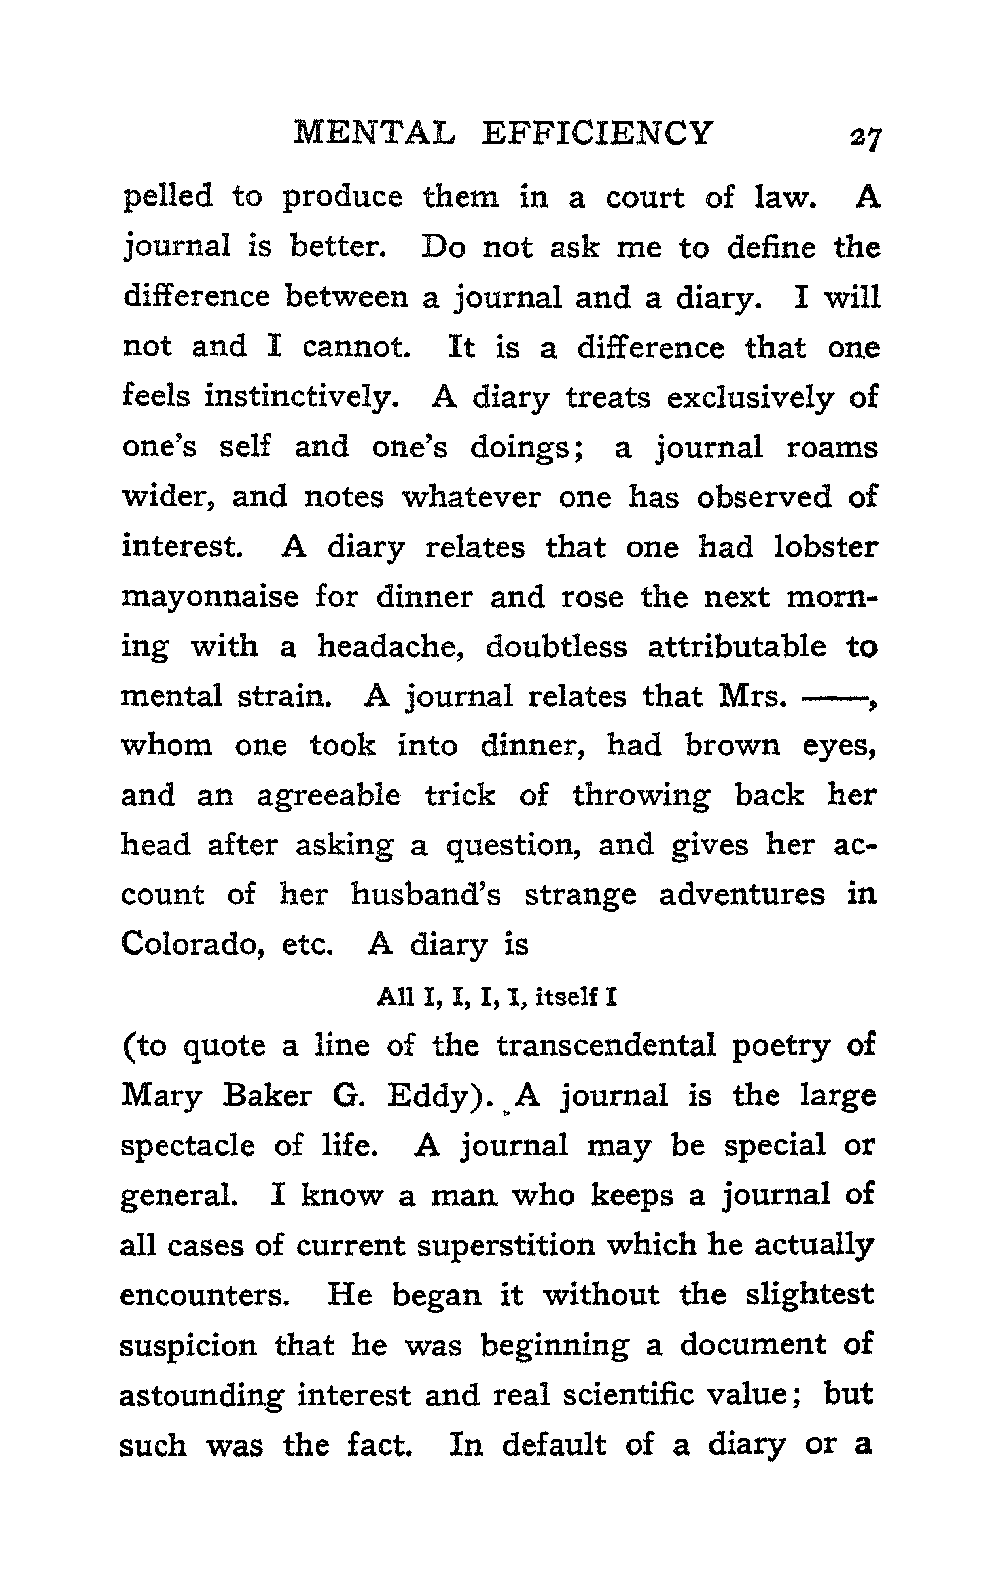 MENTAL EFFICIENCY 27
pelled to produce them in a court of law. A
journal is better. Do not ask me to define the
difference between a journal and a diary. I will
not and I cannot. It is a difference that one
feels instinctively. A diary treats exclusively of
one's self and one's doings; a journal roams
wider, and notes whatever one has observed of
interest. A diary relates that one had lobster
mayonnaise for dinner and rose the next morn-
ing with a headache, doubtless attributable to
mental strain. A journal relates that Mrs. ——,
whom one took into dinner, had brown eyes,
and an agreeable trick of throwing back her
head after asking a question, and gives her ac-
count of her husband's strange adventures in
Colorado, etc. A diary is
All I, I, I, I, itself I
(to quote a line of the transcendental poetry of
Mary Baker G. Eddy). A journal is the large
spectacle of life. A journal may be special or
general. I know a man who keeps a journal of
all cases of current superstition which he actually
encounters. He began it without the slightest
suspicion that he was beginning a document of
astounding interest and real scientific value; but
such was the fact. In default of a diary or a